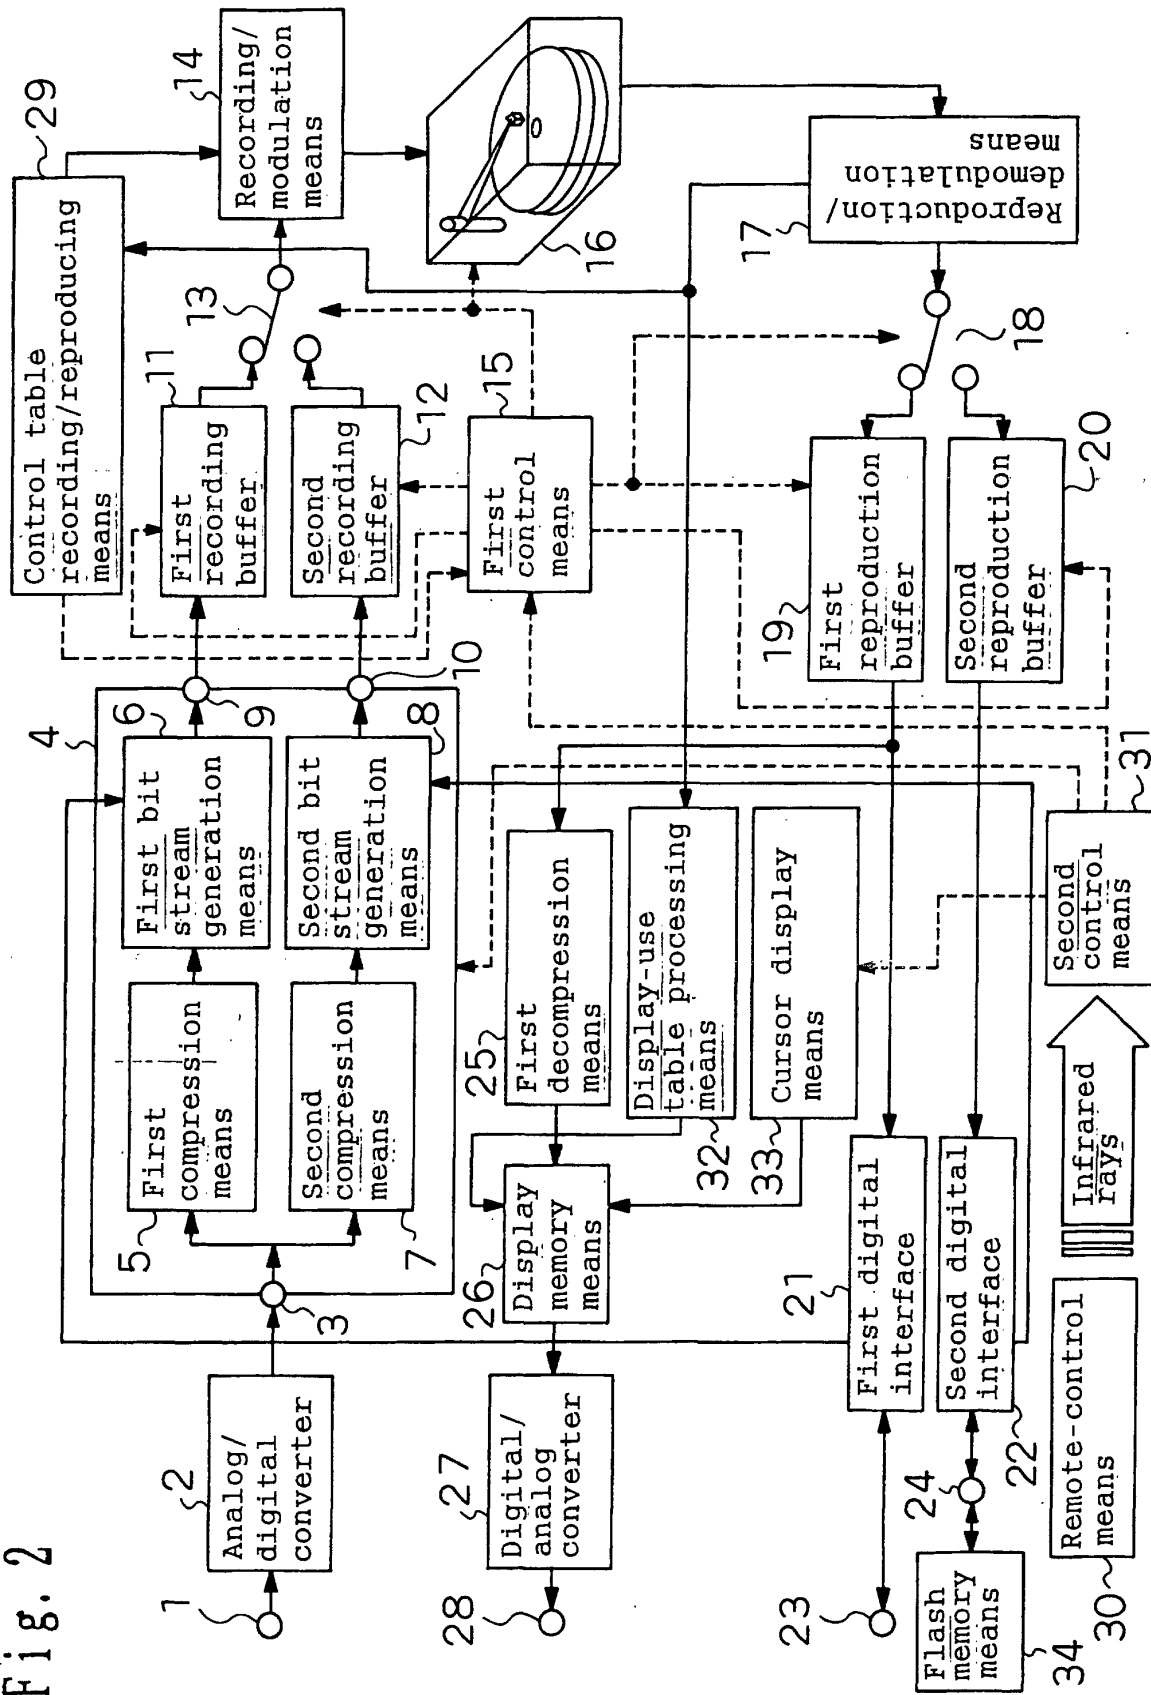 Fig. 2
1
2
Analog/
digital
converter
3
4
5
First
compression
means
6
First bit
stream
generation
means
7
Second
compression
means
8
Second bit
stream
generation
means
9
10
11
First
recording
buffer
12
Second
recording
buffer
13
14
Recording/
modulation
means
29
Control table
recording/reproducing
means
15
First
control
means
16
17
Reproduction/
demodulation
means
18
19
First
reproduction
buffer
20
Second
reproduction
buffer
25
First
decompression
means
26
Display
memory
means
27
Digital/
analog
converter
28
32
Display-use
table processing
means
33
Cursor display
means
21
First digital
interface
22
Second digital
interface
23
24
34
Flash
memory
means
30
Remote-control
means
Infrared
rays
31
Second
control
means